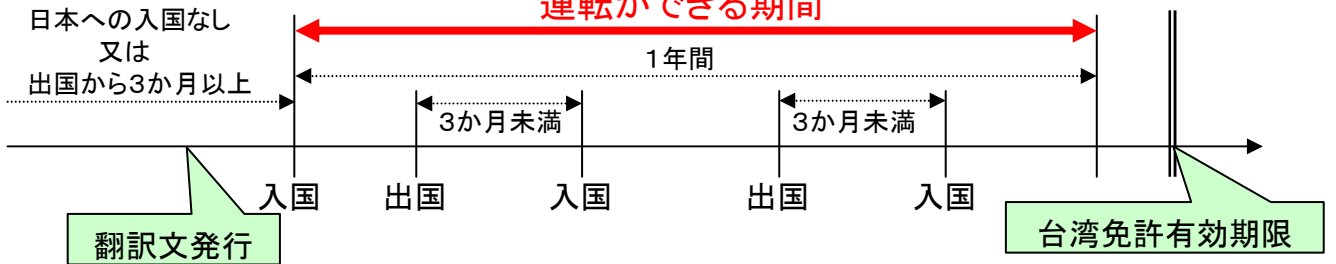 日本への入国なし
又は
出国から3か月以上
運転ができる期間
1年間
3か月未満
3か月未満
入国
出国
入国
出国
入国
翻訳文発行
台湾免許有効期限